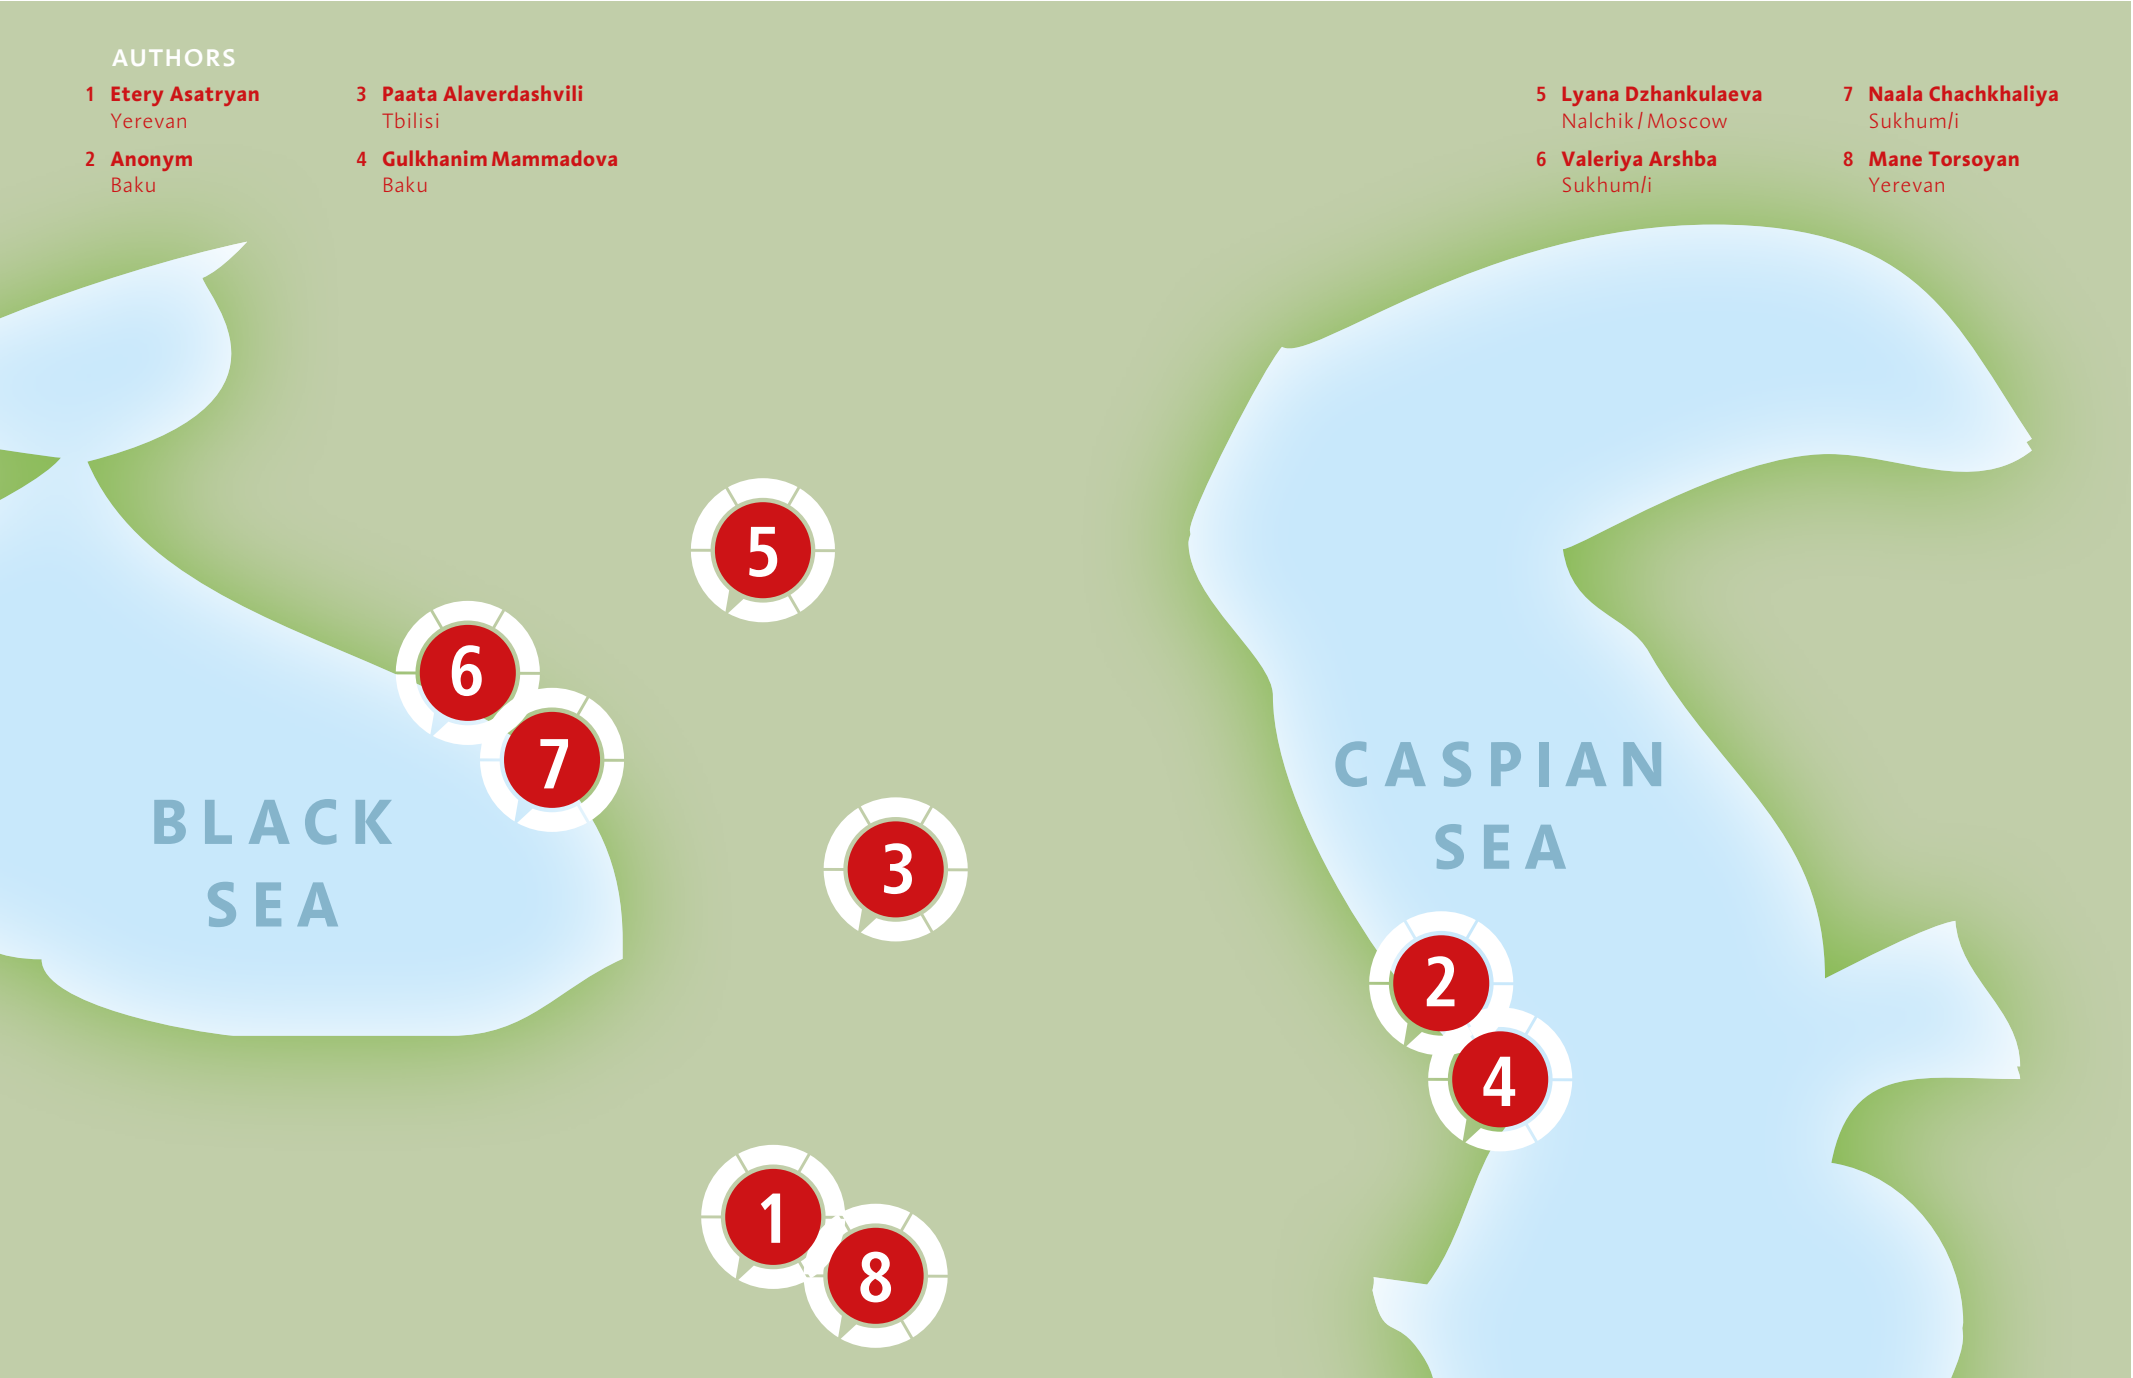 AUTHORS
1 Etery Asatryan
Yerevan
2 Anonym
Baku
3 Paata Alaverdashvili
Tbilisi
4 Gulkhanim Mammadova
Baku
5 Lyana Dzhankulaeva
Nalchik / Moscow
6 Valeriya Arshba
Sukhum/i
7 Naala Chachkhaliya
Sukhum/i
8 Mane Torsoyan
Yerevan
5
6
7
BLACK
SEA
3
CASPIAN
SEA
2
4
1
8